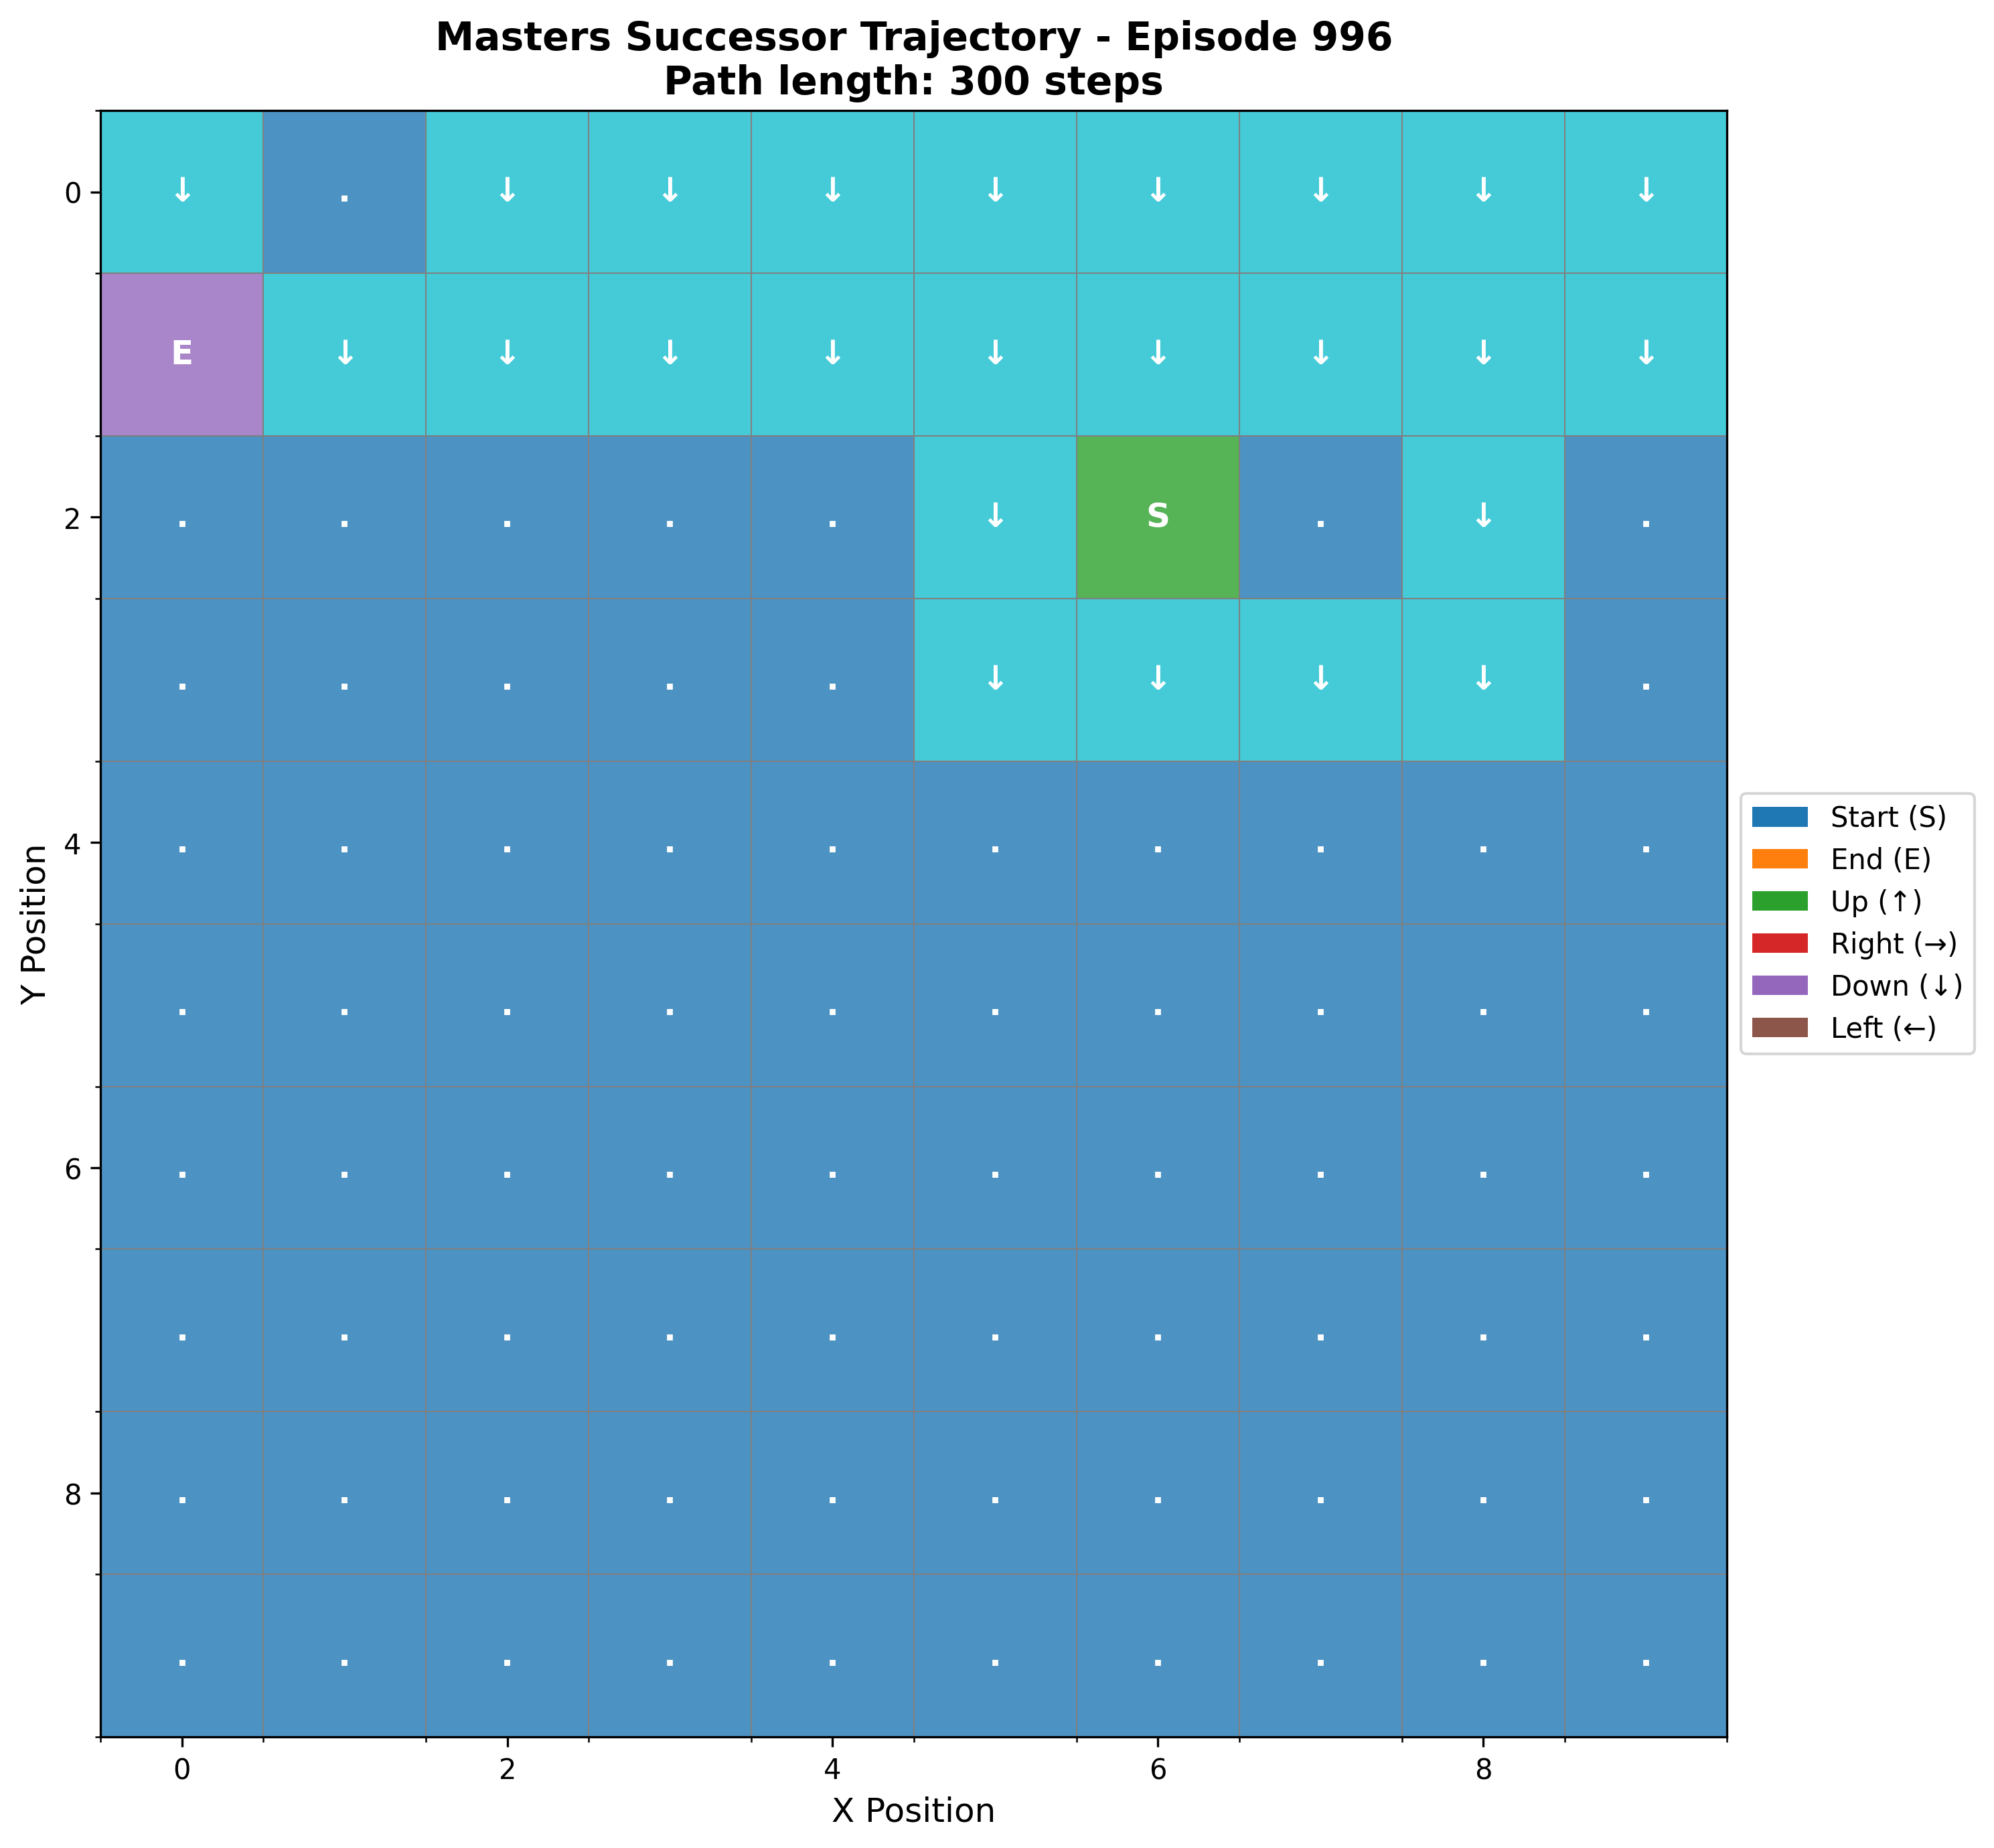 Masters Successor Trajectory - Episode 996
Path length: 300 steps
0 ↓ . ↓ ↓ ↓ ↓ ↓ ↓ ↓ ↓
E ↓ ↓ ↓ ↓ ↓ ↓ ↓ ↓ ↓
2 . . . . . ↓ S . ↓ .
. . . . . ↓ ↓ ↓ ↓ .
4 . . . . . . . . . .
. . . . . . . . . .
6 . . . . . . . . . .
. . . . . . . . . .
8 . . . . . . . . . .
. . . . . . . . . .
0 2 4 6 8
X Position
Y Position
Start (S)
End (E)
Up (↑)
Right (→)
Down (↓)
Left (←)